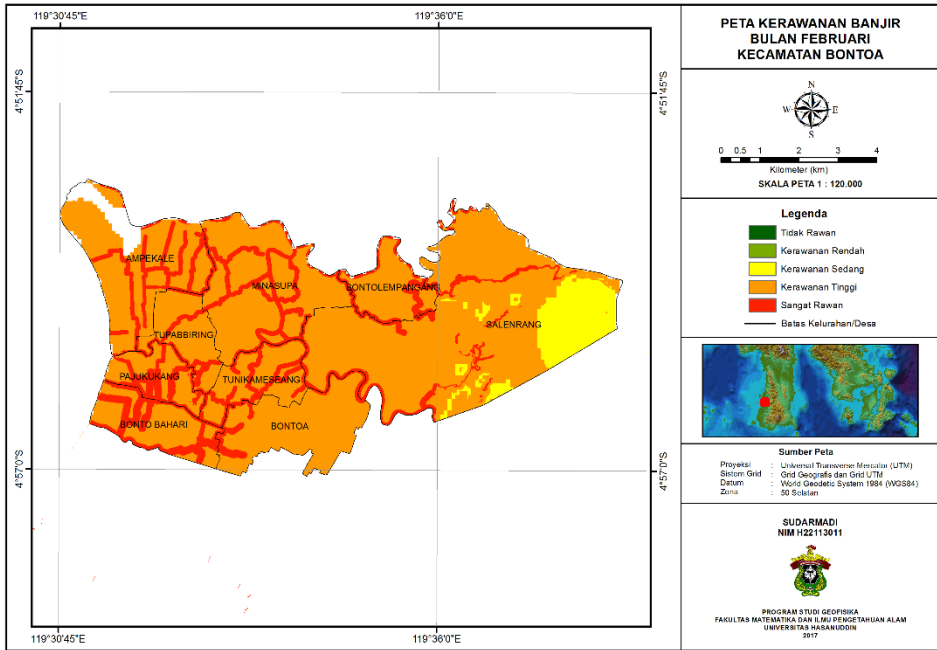 119°30'45"E 119°36'0"E
4°51'45"S 4°51'45"S
AMPEKALE
MINASUPA
BONTOLEMPANGANG
SALENRANG
TUPABBIRING
PAJUKUKANG
TUNIKAMESEANG
BONTO BAHARI
BONTOA
4°57'0"S 4°57'0"S
119°30'45"E 119°36'0"E
PETA KERAWANAN BANJIR
BULAN FEBRUARI
KECAMATAN BONTOA
N
W E
S
0 0.5 1 2 3 4
Kilometer (km)
SKALA PETA 1 : 120.000
Legenda
Tidak Rawan
Kerawanan Rendah
Kerawanan Sedang
Kerawanan Tinggi
Sangat Rawan
Batas Kelurahan/Desa
Sumber Peta
Proyeksi : Universal Transverse Mercator (UTM)
Sistem Grid : Grid Geografis dan Grid UTM
Datum : World Geodetic System 1984 (WGS84)
Zona : 50 Selatan
SUDARMADI
NIM H22113011
PROGRAM STUDI GEOFISIKA
FAKULTAS MATEMATIKA DAN ILMU PENGETAHUAN ALAM
UNIVERSITAS HASANUDDIN
2017